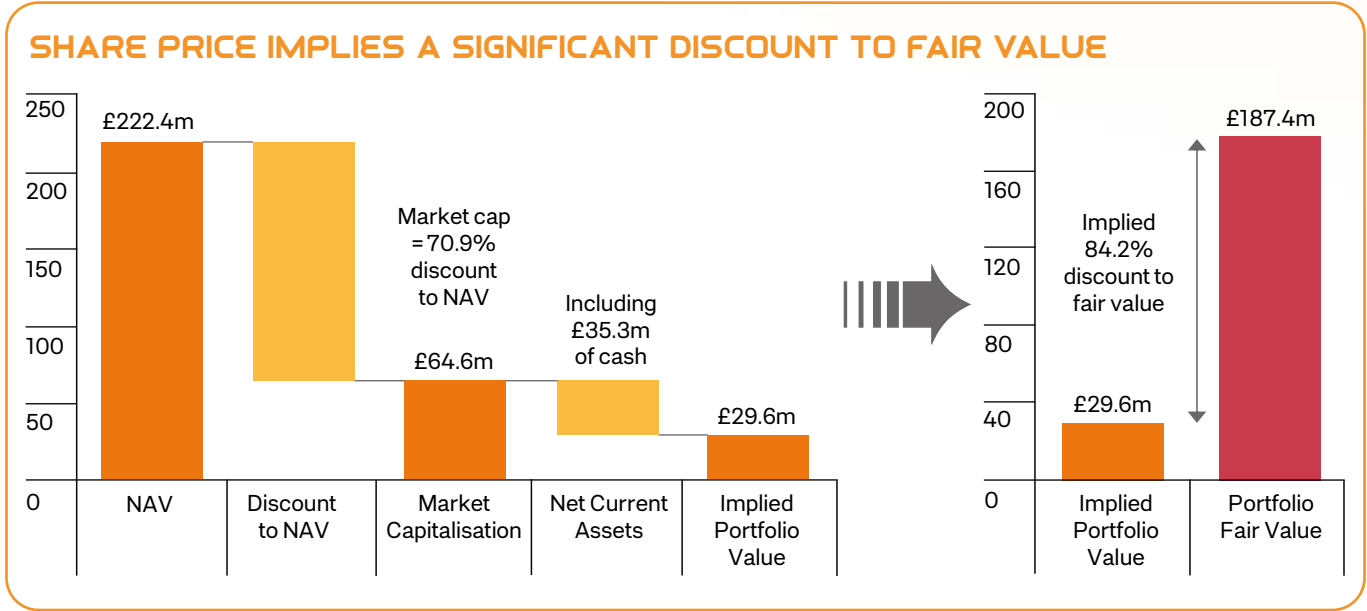 SHARE PRICE IMPLIES A SIGNIFICANT DISCOUNT TO FAIR VALUE
250
200
150
100
50
0
£222.4m
Market cap
= 70.9%
discount
to NAV
£64.6m
Including
£35.3m
of cash
£29.6m
NAV
Discount
to NAV
Market
Capitalisation
Net Current
Assets
Implied
Portfolio
Value
200
160
120
80
40
0
£187.4m
Implied
84.2%
discount to
fair value
£29.6m
Implied
Portfolio
Value
Portfolio
Fair Value